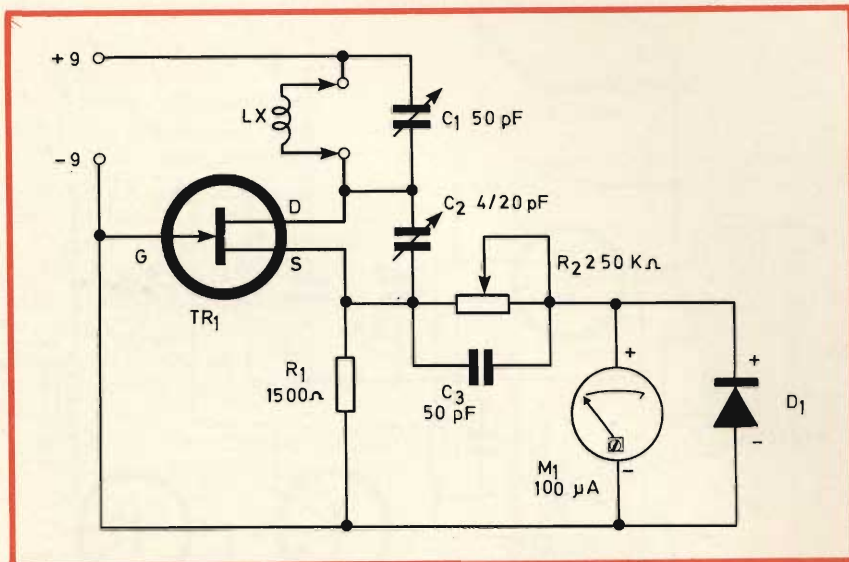 +9
LX
C1 50 pF
-9
D
C2 4/20 pF
G
S
R2 250 KΩ
TR1
R1
1500Ω
C3
50 pF
+
+
D1
-
M1
-
100 µA